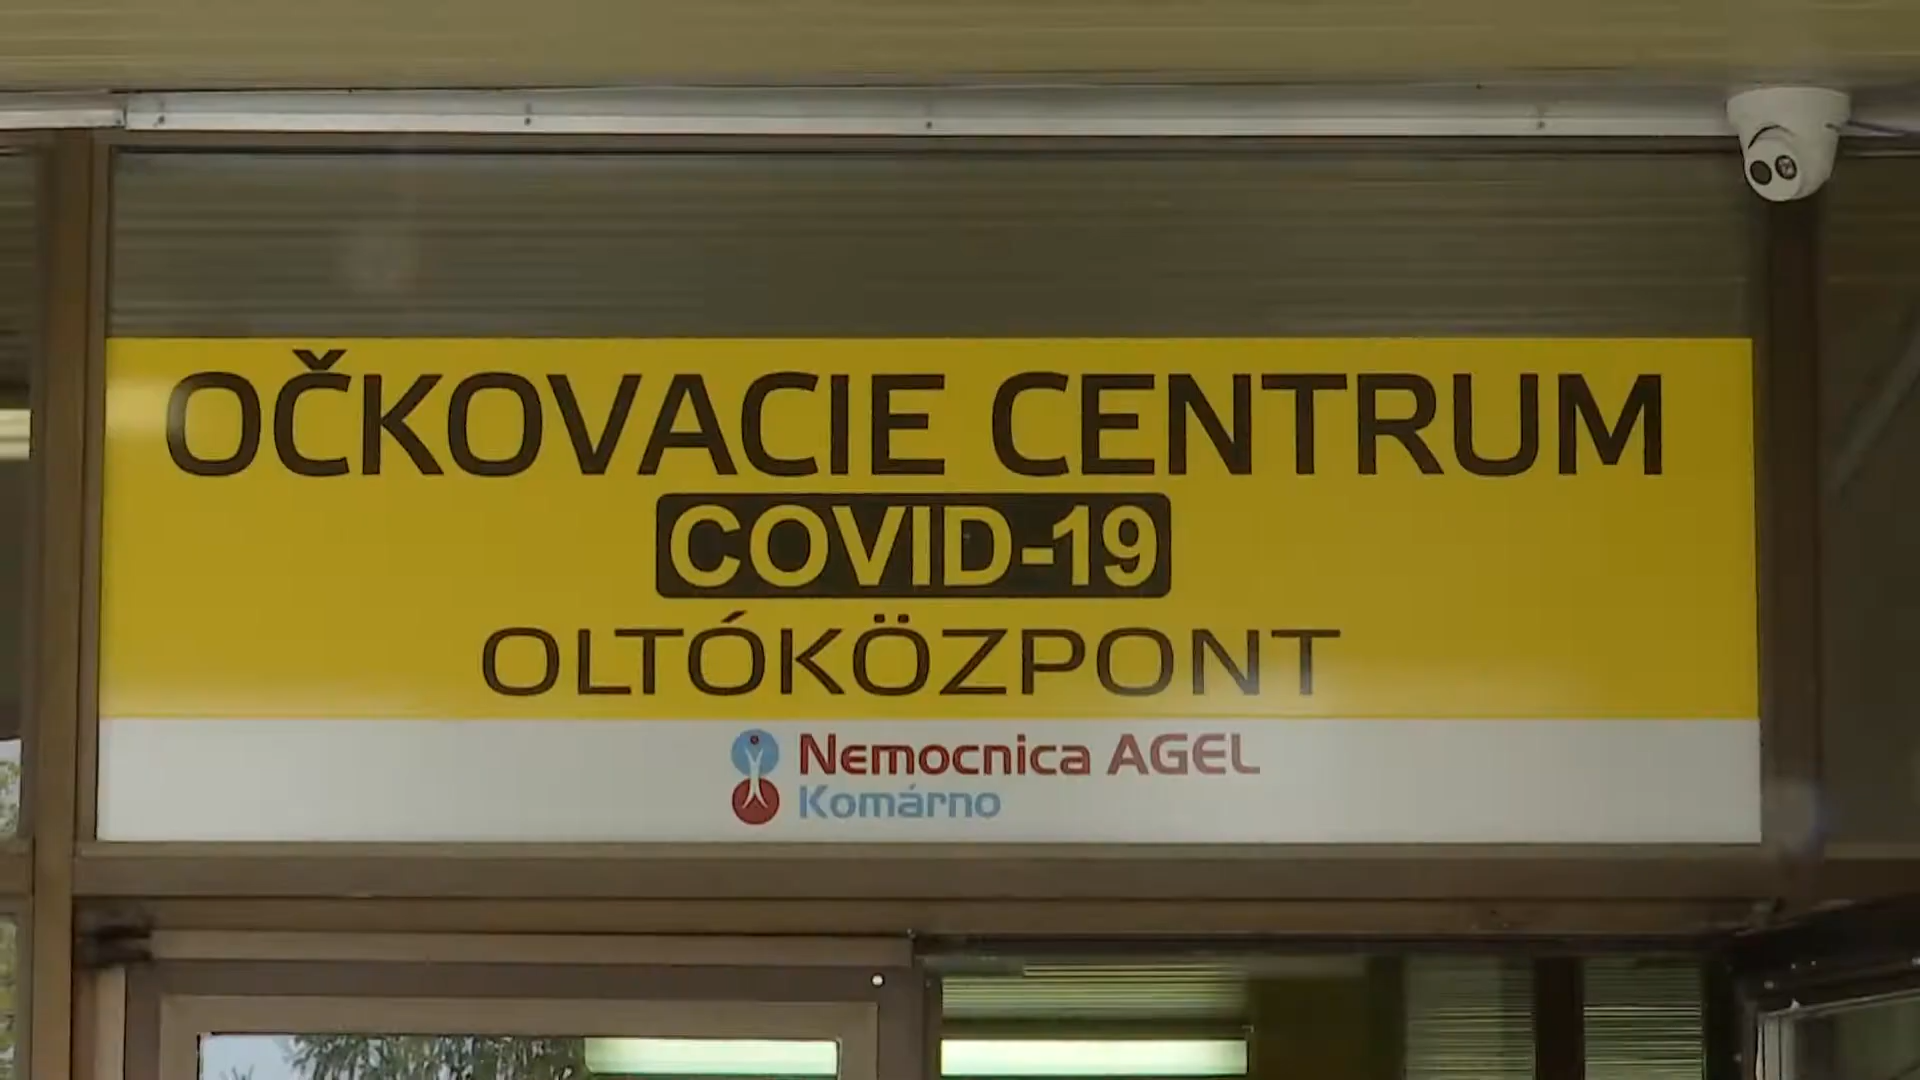 OČKOVACIE CENTRUM
COVID-19
OLTÓKÖZPONT
Nemocnica AGEL
Komárno